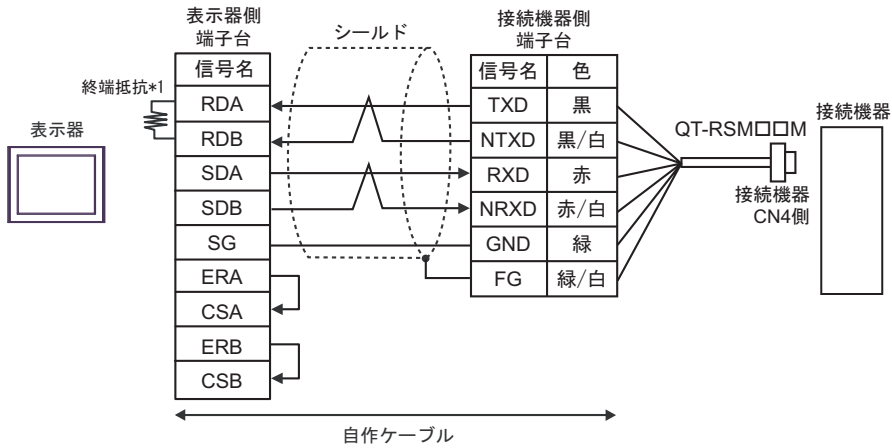 表示器側
端子台
シールド
接続機器側
端子台
信号名
信号名 色
終端抵抗*1
RDA
TXD 黒
接続機器
表示器
RDB
NTXD 黒/白
QT-RSM□□M
SDA
RXD 赤
SDB
NRXD 赤/白
接続機器
CN4側
SG
GND 緑
ERA
FG 緑/白
CSA
ERB
CSB
自作ケーブル